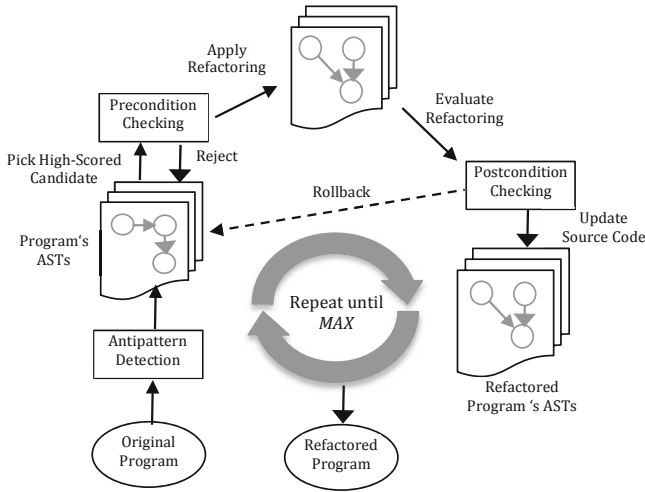 Apply
Refactoring
Precondition
Checking
Evaluate
Refactoring
Pick High-Scored
Candidate
Reject
Postcondition
Checking
Rollback
Update
Source Code
Program‘s
ASTs
Repeat until
MAX
Antipattern
Detection
Refactored
Program ‘s ASTs
Original
Program
Refactored
Program